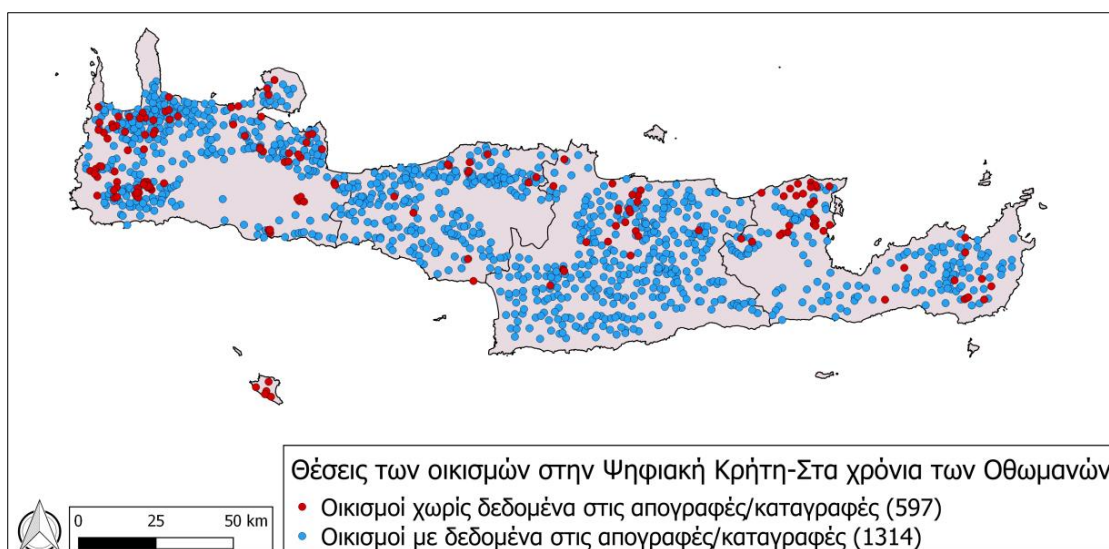 Θέσεις των οικισμών στην Ψηφιακή Κρήτη-Στα χρόνια των Οθωμανών
Οικισμοί χωρίς δεδομένα στις απογραφές/καταγραφές (597)
Οικισμοί με δεδομένα στις απογραφές/καταγραφές (1314)
0 25 50 km